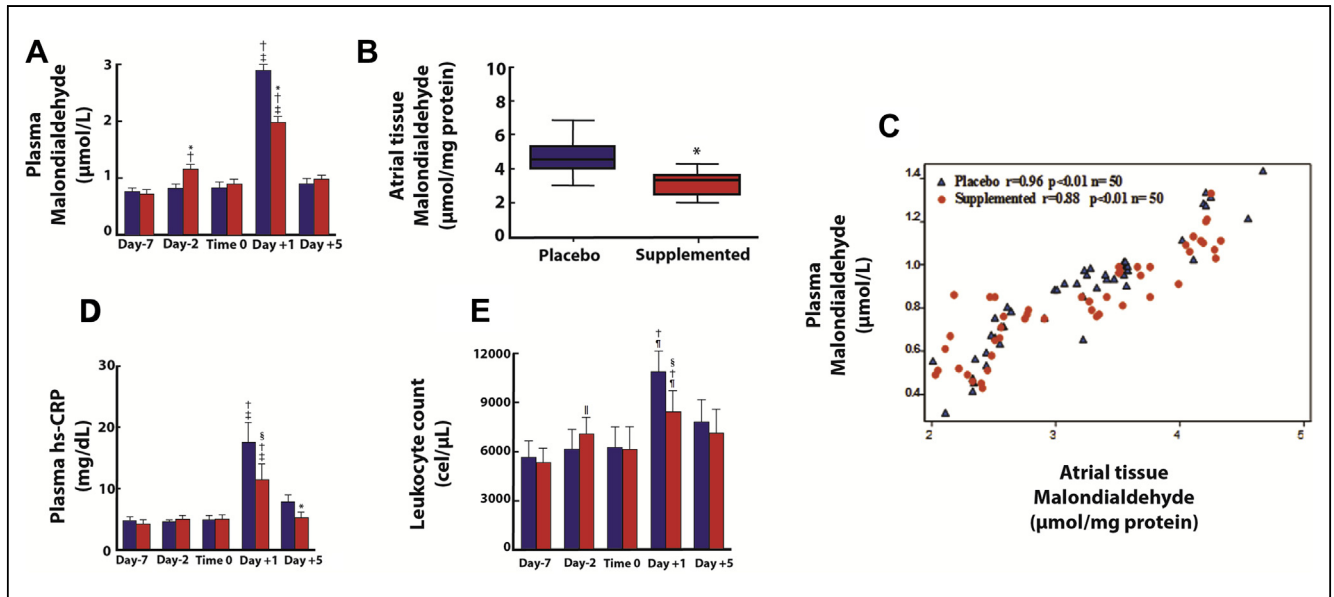 A
Plasma
Malondialdehyde
(µmol/L)
3
2
1
0
*
†
†
‡
*
†
‡
Day-7 Day-2 Time 0 Day +1 Day +5
B
Atrial tissue
Malondialdehyde
(µmol/mg protein)
10
8
6
4
2
0
*
Placebo Supplemented
C
Plasma
Malondialdehyde
(µmol/L)
1.4
1.2
1.0
0.8
0.6
0.4
Placebo r=0.96 p<0.01 n=50
Supplemented r=0.88 p<0.01 n=50
2 3 4 5
Atrial tissue
Malondialdehyde
(µmol/mg protein)
D
Plasma hs-CRP
(mg/dL)
30
20
10
0
†
‡
§
†
‡
*
Day-7 Day-2 Time 0 Day +1 Day +5
E
Leukocyte count
(cel/µL)
12000
9000
6000
3000
0
||
†
¶
§
†
¶
Day-7 Day-2 Time 0 Day +1 Day +5